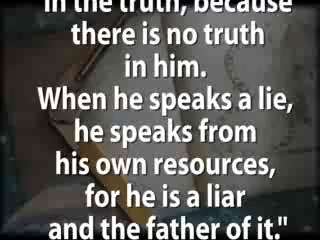 in the truth, because
there is no truth
in him.
When he speaks a lie,
he speaks from
his own resources,
for he is a liar
and the father of it."